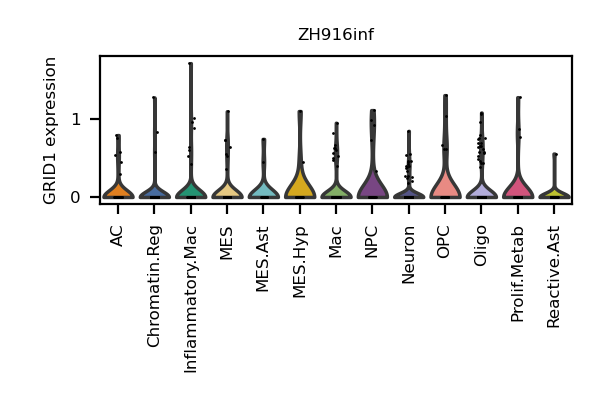 ZH916inf
GRID1 expression
1
0
AC
Chromatin.Reg
Inflammatory.Mac
MES
MES.Ast
MES.Hyp
Mac
NPC
Neuron
OPC
Oligo
Prolif.Metab
Reactive.Ast